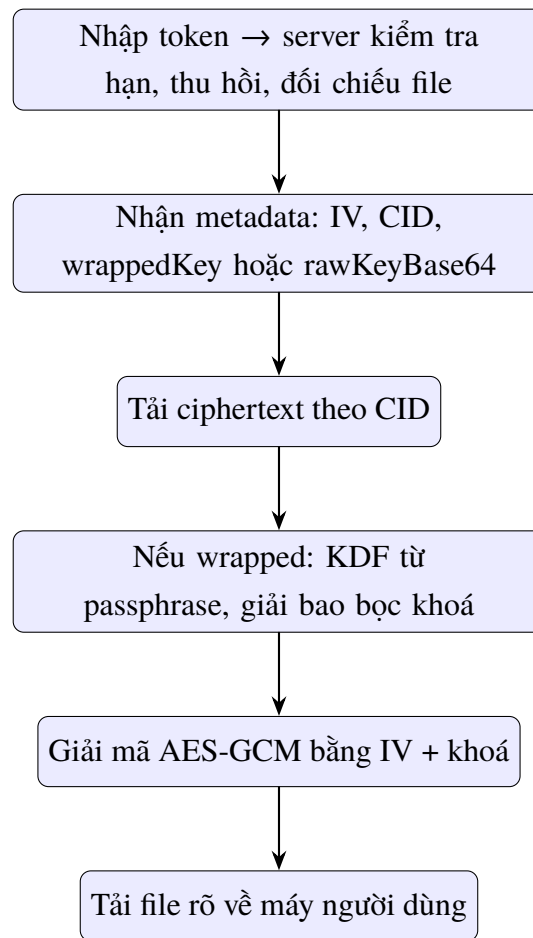 Nhập token → server kiểm tra
hạn, thu hồi, đối chiếu file
Nhận metadata: IV, CID,
wrappedKey hoặc rawKeyBase64
Tải ciphertext theo CID
Nếu wrapped: KDF từ
passphrase, giải bao bọc khoá
Giải mã AES-GCM bằng IV + khoá
Tải file rõ về máy người dùng